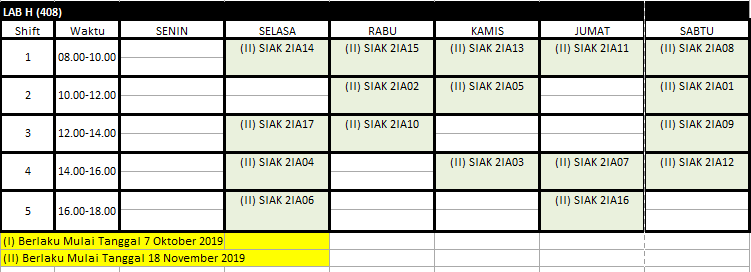 LAB H (408)
Shift Waktu SENIN SELASA RABU KAMIS JUMAT SABTU
1 08.00-10.00 (II) SIAK 2IA14 (II) SIAK 2IA15 (II) SIAK 2IA13 (II) SIAK 2IA11 (II) SIAK 2IA08
2 10.00-12.00 (II) SIAK 2IA02 (II) SIAK 2IA05 (II) SIAK 2IA01
3 12.00-14.00 (II) SIAK 2IA17 (II) SIAK 2IA10 (II) SIAK 2IA09
4 14.00-16.00 (II) SIAK 2IA04 (II) SIAK 2IA03 (II) SIAK 2IA07 (II) SIAK 2IA12
5 16.00-18.00 (II) SIAK 2IA06 (II) SIAK 2IA16
(I) Berlaku Mulai Tanggal 7 Oktober 2019
(II) Berlaku Mulai Tanggal 18 November 2019